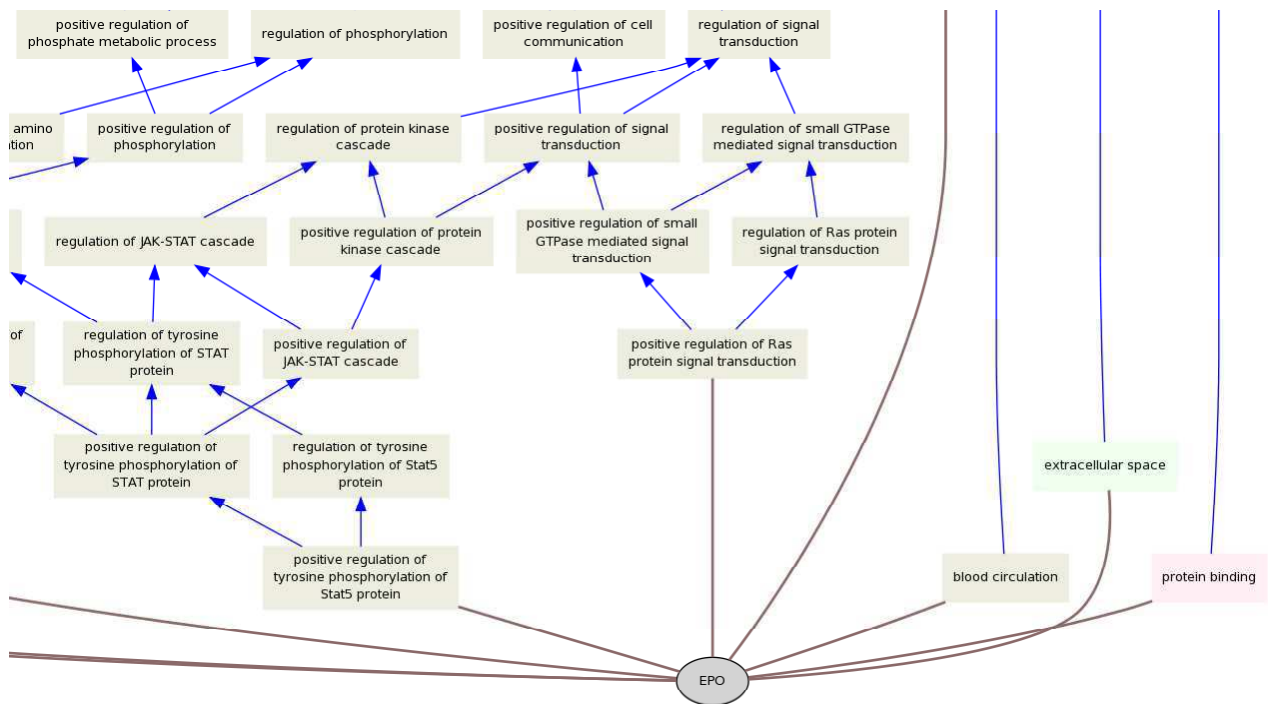 positive regulation of
phosphate metabolic process
regulation of phosphorylation
positive regulation of cell
communication
regulation of signal
transduction
amino
positive regulation of
phosphorylation
regulation of protein kinase
cascade
positive regulation of signal
transduction
regulation of small GTPase
mediated signal transduction
regulation of JAK-STAT cascade
positive regulation of protein
kinase cascade
positive regulation of small
GTPase mediated signal
transduction
regulation of Ras protein
signal transduction
of
regulation of tyrosine
phosphorylation of STAT
protein
positive regulation of
JAK-STAT cascade
positive regulation of Ras
protein signal transduction
positive regulation of
tyrosine phosphorylation of
STAT protein
regulation of tyrosine
phosphorylation of Stat5
protein
extracellular space
positive regulation of
tyrosine phosphorylation of
Stat5 protein
blood circulation
protein binding
EPO